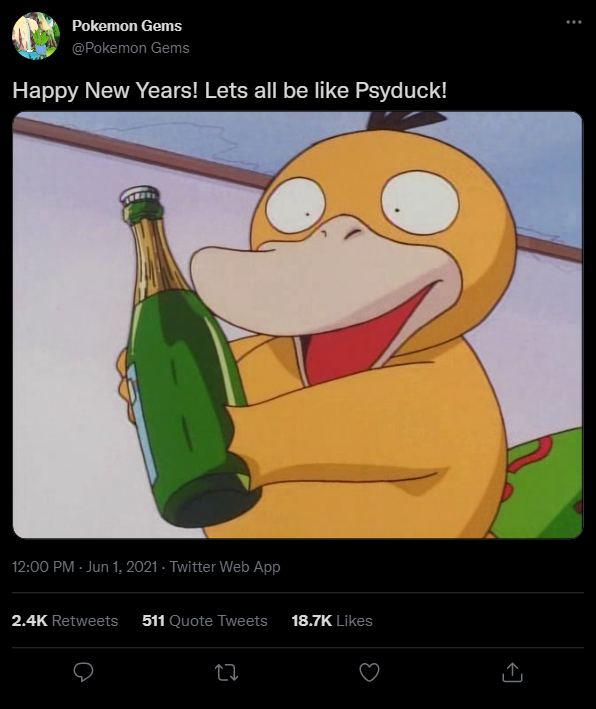 Pokemon Gems
@Pokemon Gems
Happy New Years! Lets all be like Psyduck!
12:00 PM · Jun 1, 2021 · Twitter Web App
2.4K Retweets 511 Quote Tweets 18.7K Likes